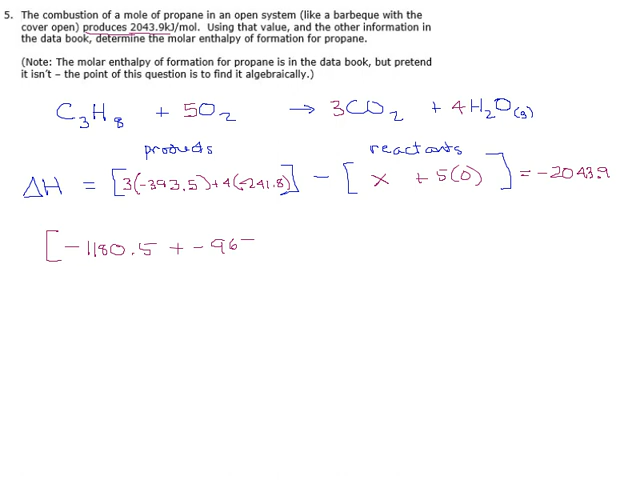 5. The combustion of a mole of propane in an open system (like a barbeque with the
cover open) produces 2043.9kJ/mol. Using that value, and the other information in
the data book, determine the molar enthalpy of formation for propane.
(Note: The molar enthalpy of formation for propane is in the data book, but pretend
it isn't – the point of this question is to find it algebraically.)
C₃H₈ + 5O₂ → 3CO₂ + 4H₂O(g)
products reactants
ΔH = [3(-393.5)+4(-241.8)] - [x + 5(0)] = -2043.9
[-1180.5 + -96-